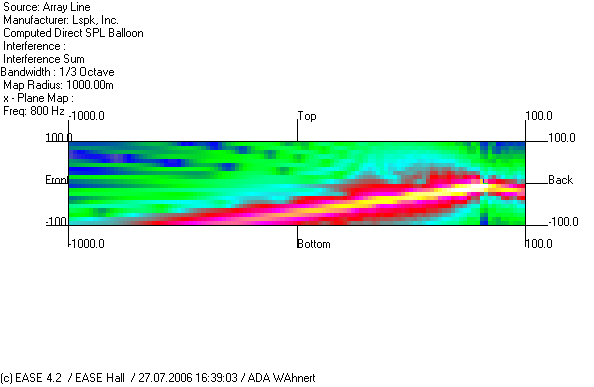 Source: Array Line
Manufacturer: Lspk, Inc.
Computed Direct SPL Balloon
Interference :
Interference Sum
Bandwidth : 1/3 Octave
Map Radius: 1000.00m
x - Plane Map :
Freq: 800 Hz
-1000.0 Top 100.0
100.0 100.0
Front Back
-100. -100.0
-1000.0 Bottom 100.0
(c) EASE 4.2 / EASE Hall / 27.07.2006 16:39:03 / ADA WAhnert